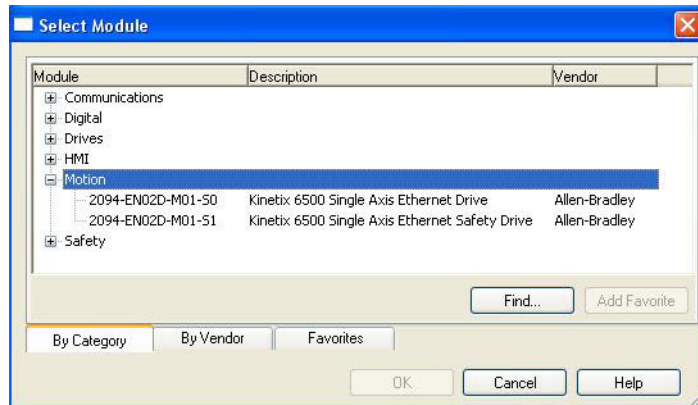 Select Module
Module Description Vendor
Communications
Digital
Drives
HMI
Motion
2094-EN02D-M01-S0 Kinetix 6500 Single Axis Ethernet Drive Allen-Bradley
2094-EN02D-M01-S1 Kinetix 6500 Single Axis Ethernet Safety Drive Allen-Bradley
Safety
Find... Add Favorite
By Category By Vendor Favorites
OK Cancel Help